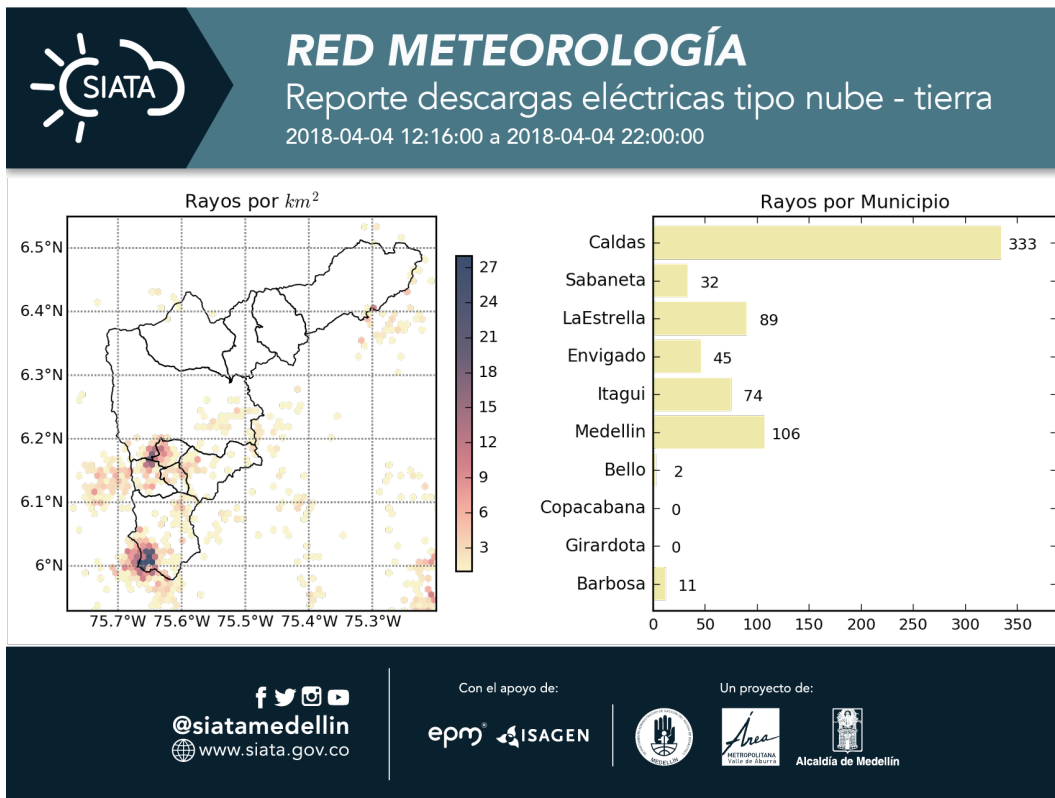 SIATA
RED METEOROLOGÍA
Reporte descargas eléctricas tipo nube - tierra
2018-04-04 12:16:00 a 2018-04-04 22:00:00
Rayos por km²
6.5°N
6.4°N
6.3°N
6.2°N
6.1°N
6°N
75.7°W 75.6°W 75.5°W 75.4°W 75.3°W
27
24
21
18
15
12
9
6
3
Rayos por Municipio
Caldas 333
Sabaneta 32
LaEstrella 89
Envigado 45
Itagui 74
Medellin 106
Bello 2
Copacabana 0
Girardota 0
Barbosa 11
0 50 100 150 200 250 300 350
@siatamedellin
www.siata.gov.co
Con el apoyo de:
epm® ISAGEN
Un proyecto de:
MEDELLIN
Área
METROPOLITANA
Valle de Aburrá
Alcaldía de Medellín